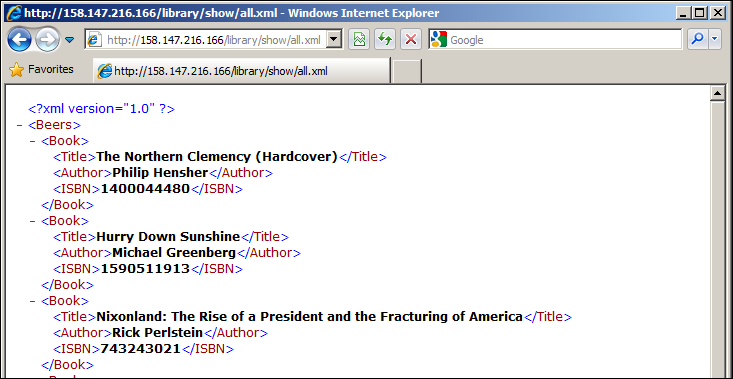 http://158.147.216.166/library/show/all.xml - Windows Internet Explorer
http://158.147.216.166/library/show/all.xml
Google
Favorites
http://158.147.216.166/library/show/all.xml
<?xml version="1.0" ?>
- <Beers>
- <Book>
<Title>The Northern Clemency (Hardcover)</Title>
<Author>Philip Hensher</Author>
<ISBN>1400044480</ISBN>
</Book>
- <Book>
<Title>Hurry Down Sunshine</Title>
<Author>Michael Greenberg</Author>
<ISBN>1590511913</ISBN>
</Book>
- <Book>
<Title>Nixonland: The Rise of a President and the Fracturing of America</Title>
<Author>Rick Perlstein</Author>
<ISBN>743243021</ISBN>
</Book>